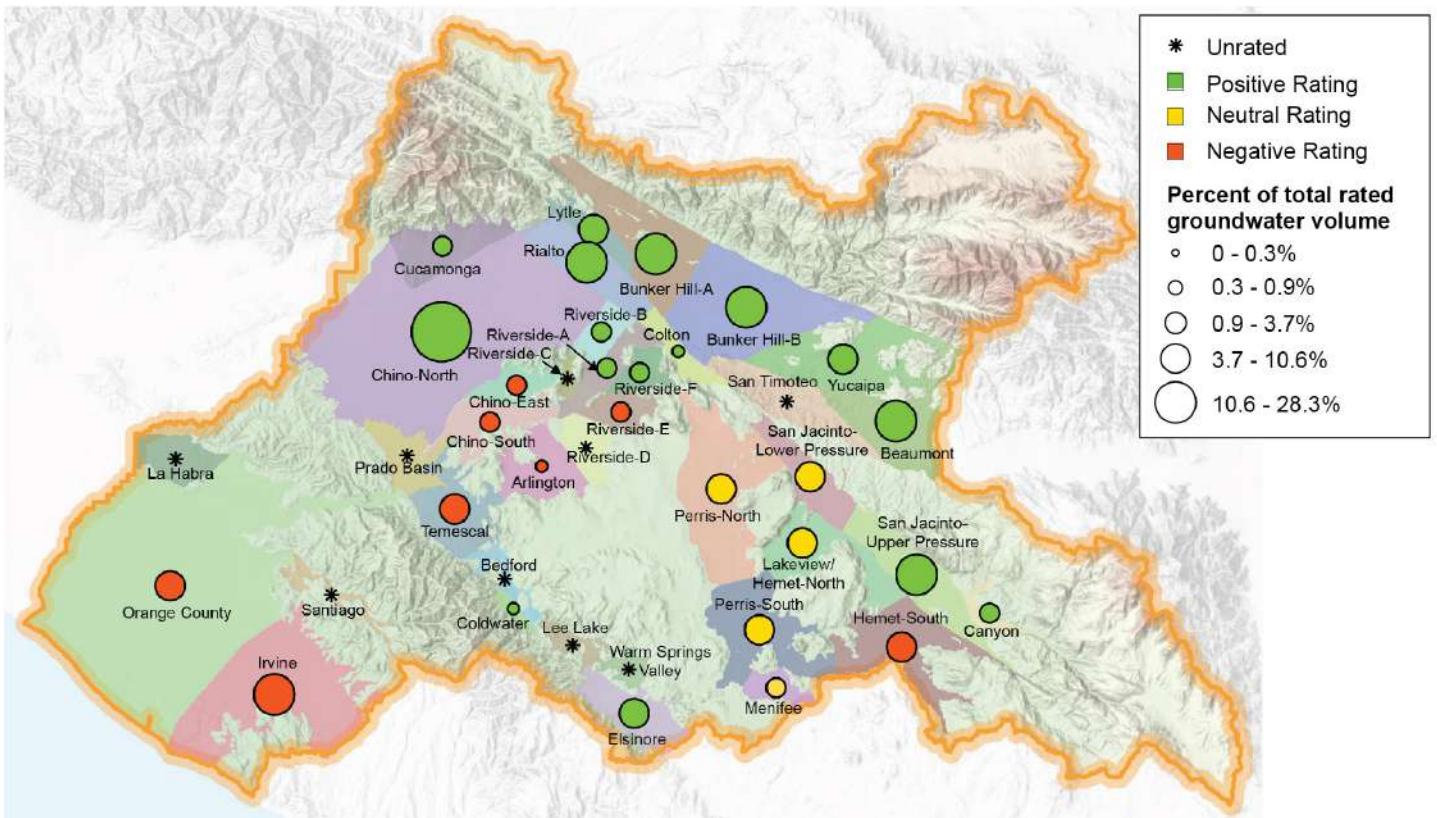 Unrated
Positive Rating
Neutral Rating
Negative Rating
Percent of total rated
groundwater volume
0 - 0.3%
0.3 - 0.9%
0.9 - 3.7%
3.7 - 10.6%
10.6 - 28.3%
Lytle
Rialto
Cucamonga
Bunker Hill-A
Riverside-B
Riverside-A
Riverside-C
Colton
Bunker Hill-B
Chino-North
Yucaipa
San Timoteo
Riverside-F
Chino-East
Riverside-E
Chino-South
San Jacinto-
Lower Pressure
Beaumont
Riverside-D
Prado Basin
La Habra
Arlington
Perris-North
Temescal
San Jacinto-
Upper Pressure
Bedford
Lakeview/
Hemet-North
Orange County
Santiago
Coldwater
Perris-South
Hemet-South
Canyon
Lee Lake
Warm Springs
Valley
Irvine
Menifee
Elsinore